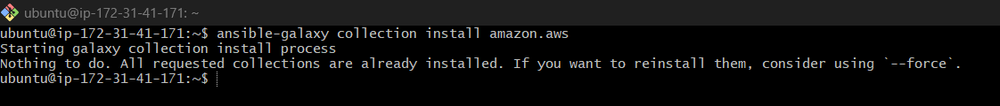 ubuntu@ip-172-31-41-171: ~
ubuntu@ip-172-31-41-171:~$ ansible-galaxy collection install amazon.aws
Starting galaxy collection install process
Nothing to do. All requested collections are already installed. If you want to reinstall them, consider using `--force`.
ubuntu@ip-172-31-41-171:~$